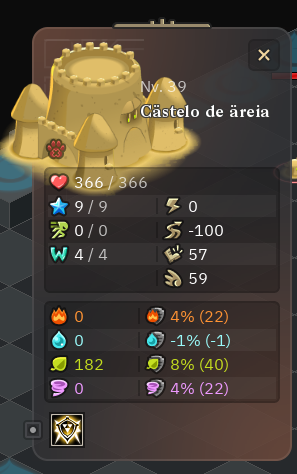 Nv. 39
Cästelo de äreia
366 / 366
9 / 9 0
0 / 0 -100
4 / 4 57
59
0 4% (22)
0 -1% (-1)
182 8% (40)
0 4% (22)